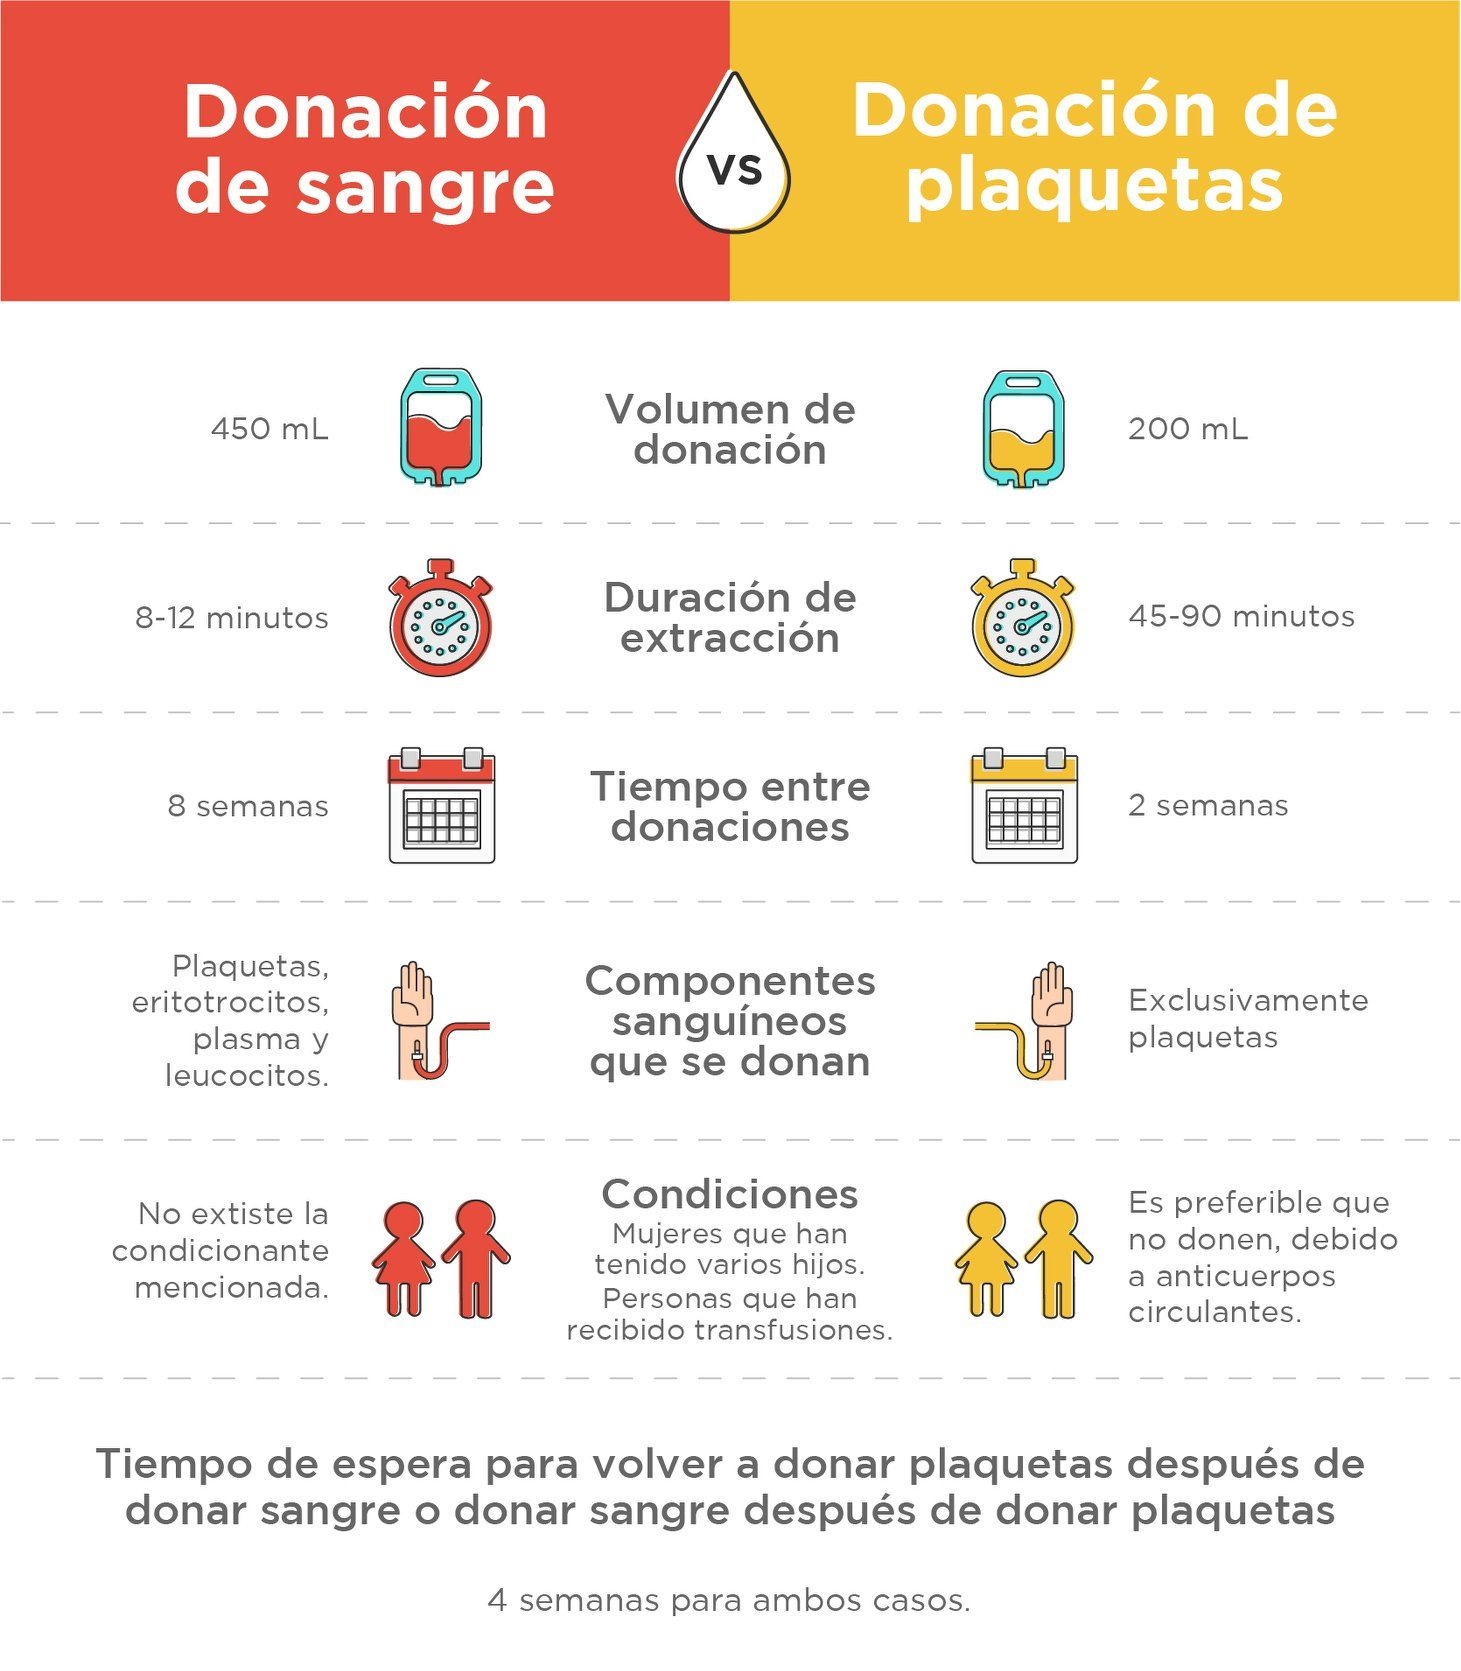 Donación
de sangre
VS
Donación de
plaquetas
450 mL
Volumen de
donación
200 mL
8-12 minutos
Duración de
extracción
45-90 minutos
8 semanas
Tiempo entre
donaciones
2 semanas
Plaquetas,
eritotrocitos,
plasma y
leucocitos.
Componentes
sanguíneos
que se donan
Exclusivamente
plaquetas
No extiste la
condicionante
mencionada.
Condiciones
Mujeres que han
tenido varios hijos.
Personas que han
recibido transfusiones.
Es preferible que
no donen, debido
a anticuerpos
circulantes.
Tiempo de espera para volver a donar plaquetas después de
donar sangre o donar sangre después de donar plaquetas
4 semanas para ambos casos.